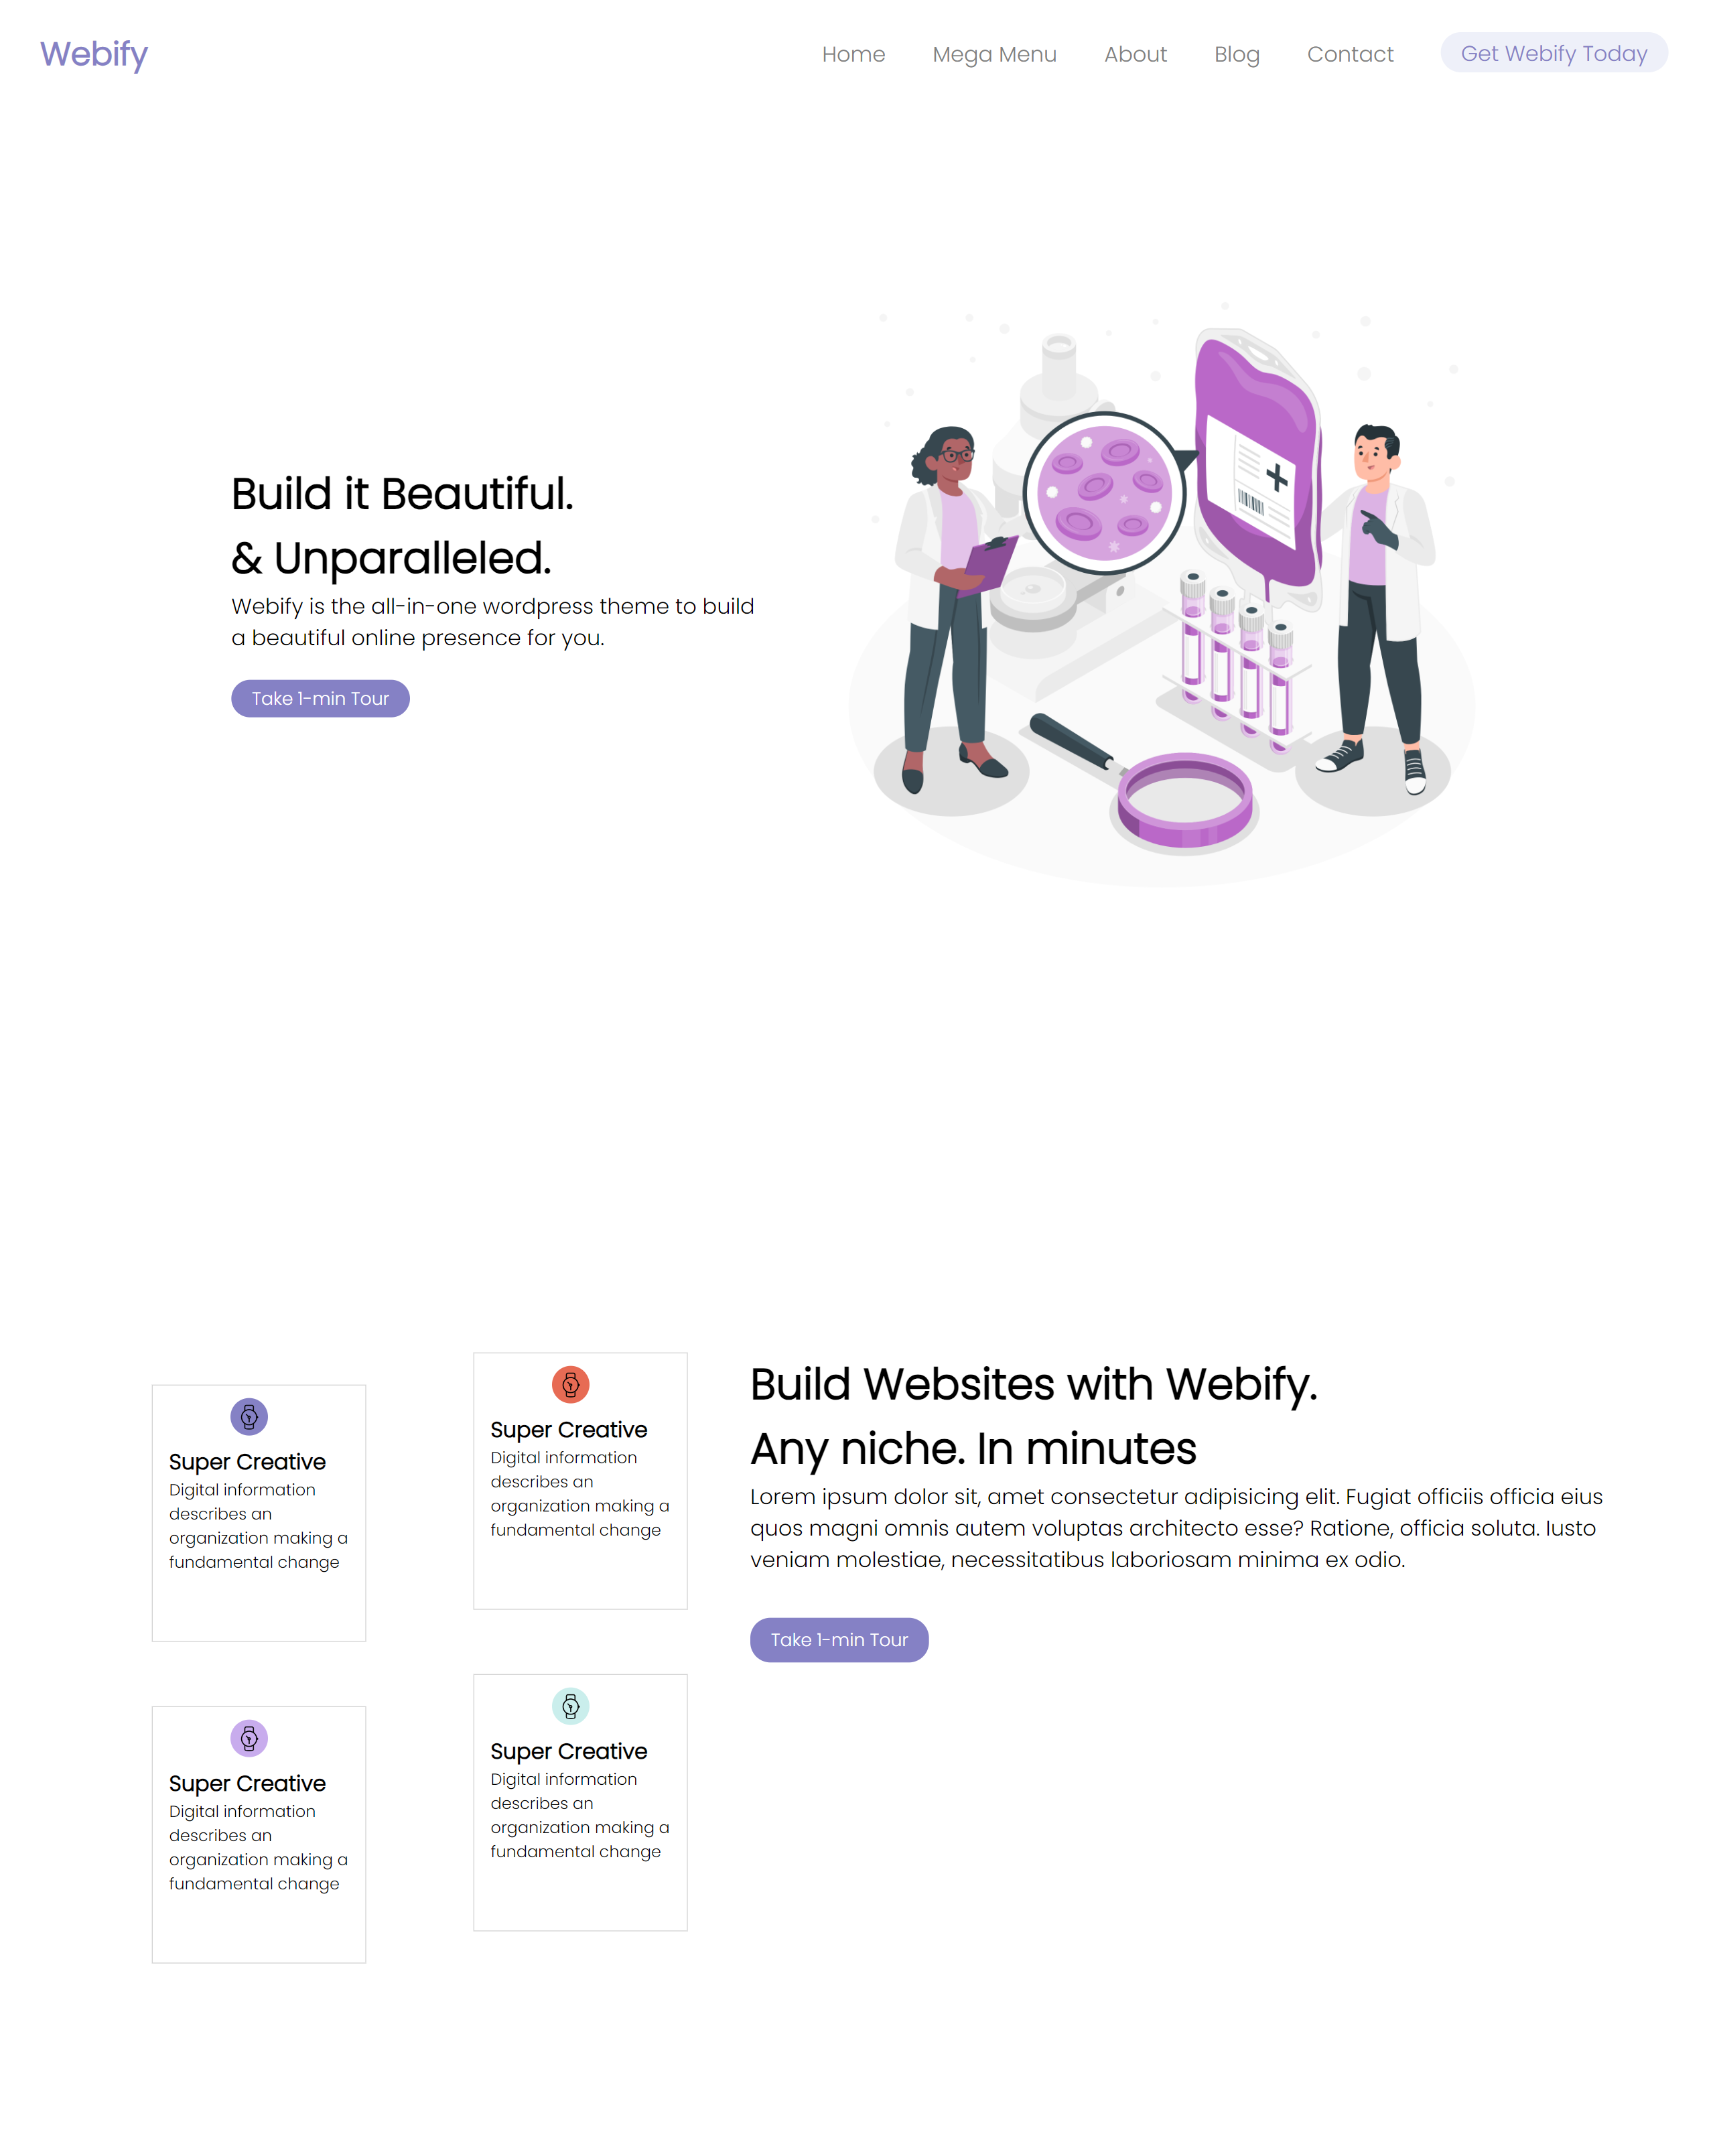 Webify
Home Mega Menu About Blog Contact Get Webify Today
Build it Beautiful.
& Unparalleled.
Webify is the all-in-one wordpress theme to build
a beautiful online presence for you.
Take 1-min Tour
Super Creative
Digital information
describes an
organization making a
fundamental change
Super Creative
Digital information
describes an
organization making a
fundamental change
Super Creative
Digital information
describes an
organization making a
fundamental change
Super Creative
Digital information
describes an
organization making a
fundamental change
Build Websites with Webify.
Any niche. In minutes
Lorem ipsum dolor sit, amet consectetur adipisicing elit. Fugiat officiis officia eius
quos magni omnis autem voluptas architecto esse? Ratione, officia soluta. Iusto
veniam molestiae, necessitatibus laboriosam minima ex odio.
Take 1-min Tour